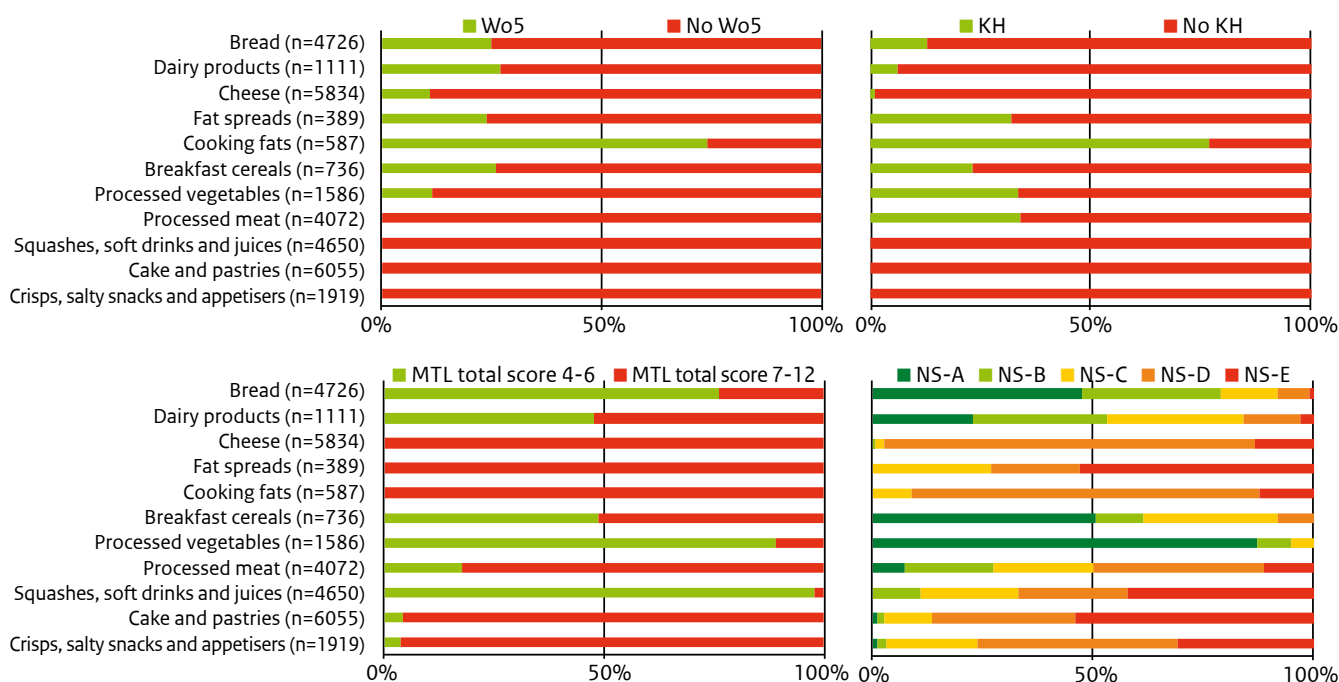 Wo5 No Wo5
KH No KH
Bread (n=4726)
Dairy products (n=1111)
Cheese (n=5834)
Fat spreads (n=389)
Cooking fats (n=587)
Breakfast cereals (n=736)
Processed vegetables (n=1586)
Processed meat (n=4072)
Squashes, soft drinks and juices (n=4650)
Cake and pastries (n=6055)
Crisps, salty snacks and appetisers (n=1919)
0% 50% 100%
0% 50% 100%
MTL total score 4-6 MTL total score 7-12
NS-A NS-B NS-C NS-D NS-E
Bread (n=4726)
Dairy products (n=1111)
Cheese (n=5834)
Fat spreads (n=389)
Cooking fats (n=587)
Breakfast cereals (n=736)
Processed vegetables (n=1586)
Processed meat (n=4072)
Squashes, soft drinks and juices (n=4650)
Cake and pastries (n=6055)
Crisps, salty snacks and appetisers (n=1919)
0% 50% 100%
0% 50% 100%